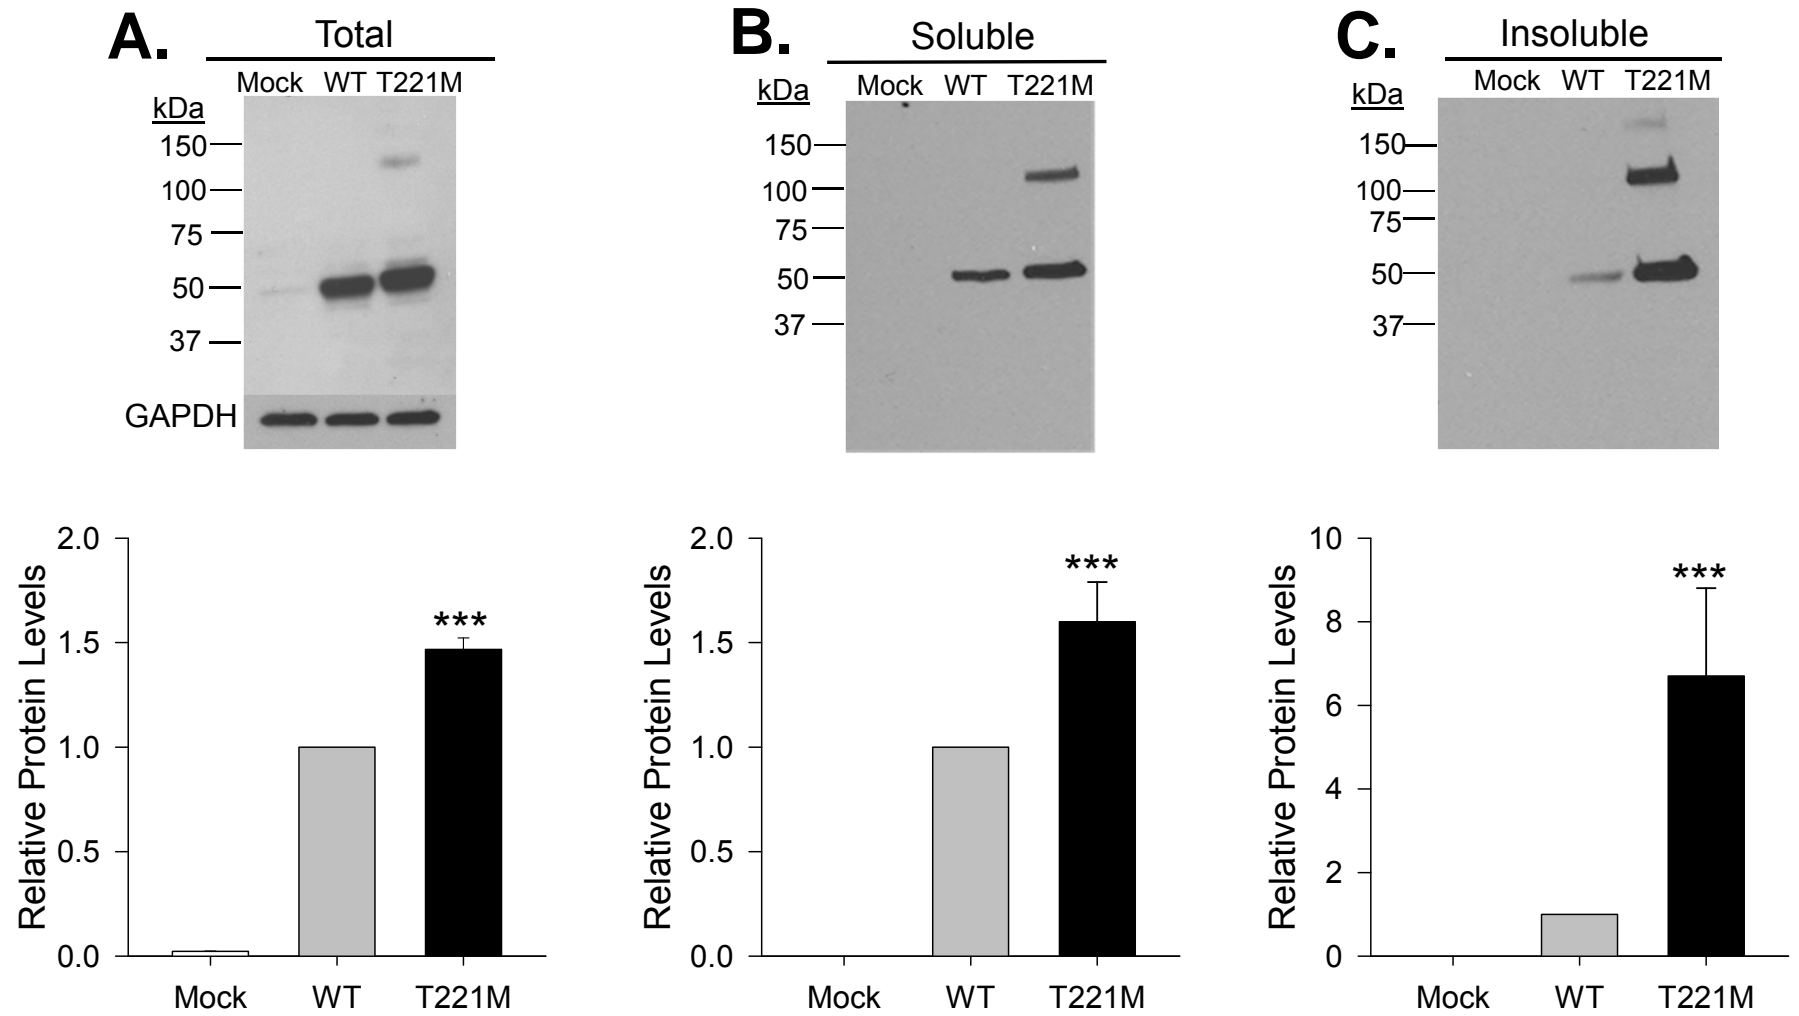 A.
Total
Mock WT T221M
kDa
150
100
75
50
37
GAPDH
B.
Soluble
Mock WT T221M
kDa
150
100
75
50
37
C.
Insoluble
Mock WT T221M
kDa
150
100
75
50
37
Relative Protein Levels
2.0
1.5
1.0
0.5
0.0
***
Mock WT T221M
Relative Protein Levels
2.0
1.5
1.0
0.5
0.0
***
Mock WT T221M
Relative Protein Levels
10
8
6
4
2
0
***
Mock WT T221M